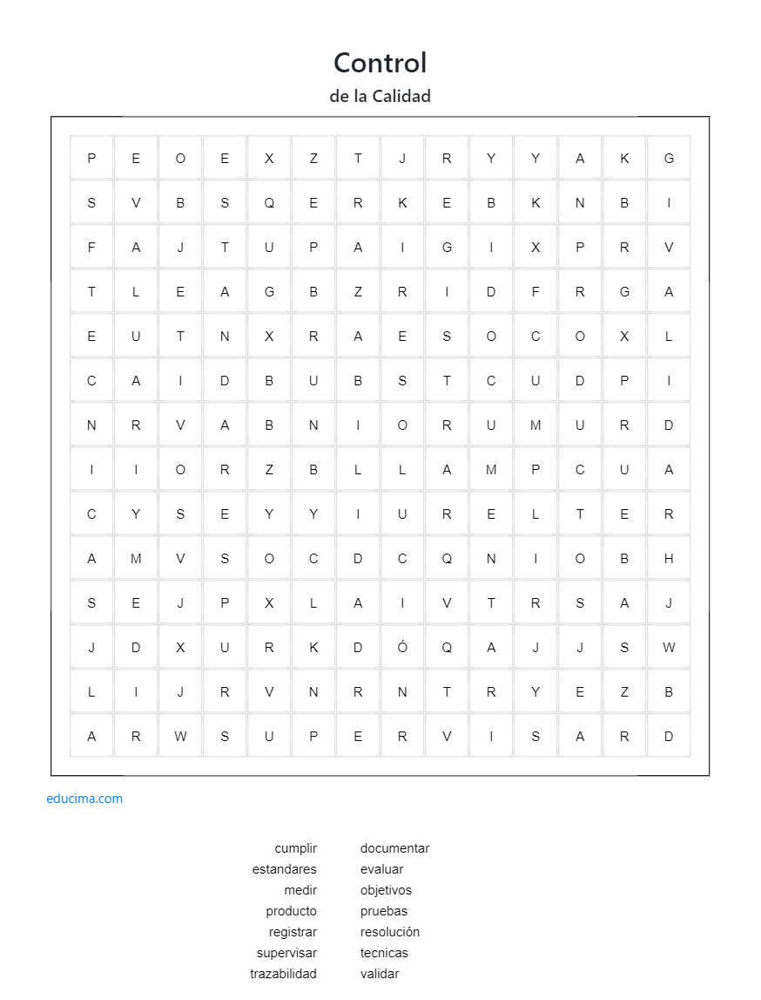 Control
de la Calidad
P E O E X Z T J R Y Y A K G
S V B S Q E R K E B K N B I
F A J T U P A I G I X P R V
T L E A G B Z R I D F R G A
E U T N X R A E S O C O X L
C A I D B U B S T C U D P I
N R V A B N I O R U M U R D
I I O R Z B L L A M P C U A
C Y S E Y Y I U R E L T E R
A M V S O C D C Q N I O B H
S E J P X L A I V T R S A J
J D X U R K D Ó Q A J J S W
L I J R V N R N T R Y E Z B
A R W S U P E R V I S A R D
educima.com
cumplir documentar
estandares evaluar
medir objetivos
producto pruebas
registrar resolución
supervisar tecnicas
trazabilidad validar